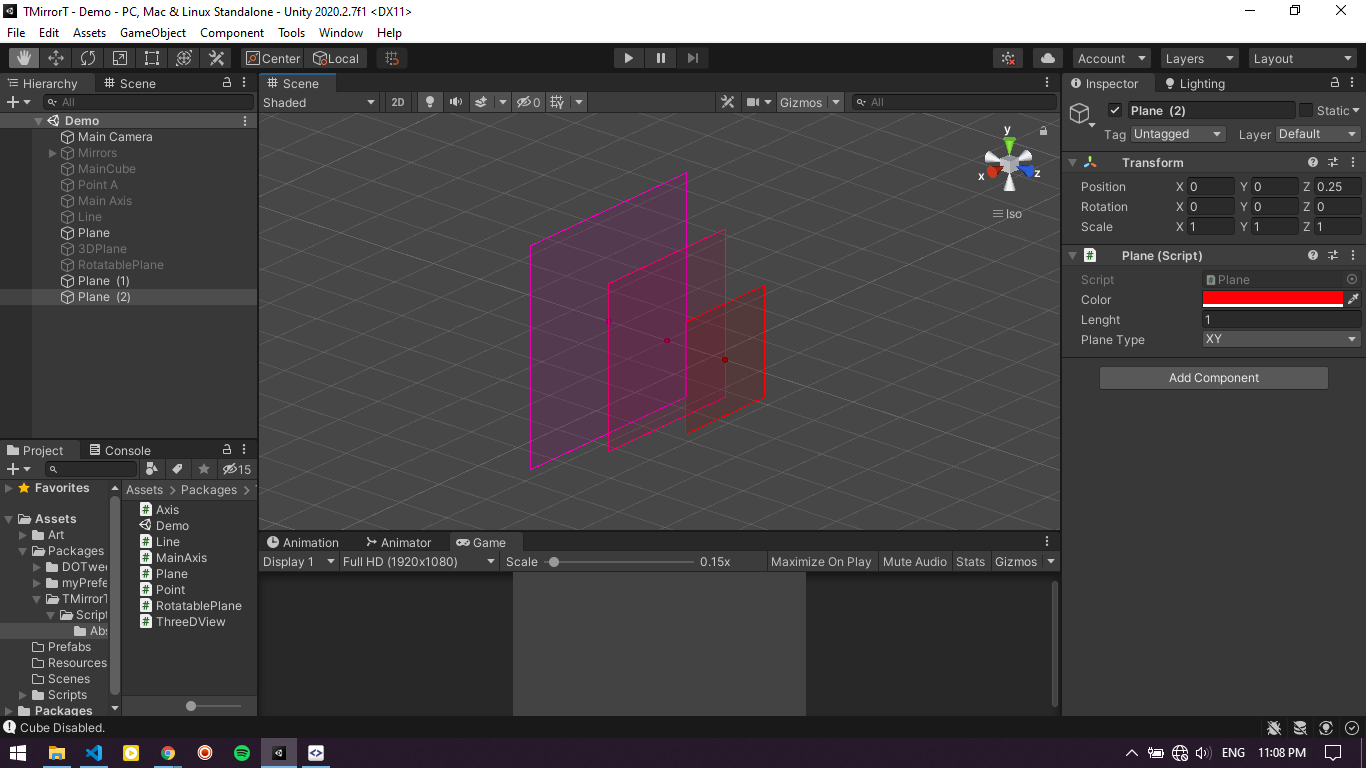 TMirrorT - Demo - PC, Mac & Linux Standalone - Unity 2020.2.7f1 <DX11>
File Edit Assets GameObject Component Tools Window Help
Center Local Account Layers Layout
Hierarchy Scene
All
Demo
Main Camera
Mirrors
MainCube
Point A
Main Axis
Line
Plane
3DPlane
RotatablePlane
Plane (1)
Plane (2)
Scene
Shaded 2D 0 Gizmos All
y
x z
Iso
Inspector Lighting
Plane (2) Static
Tag Untagged Layer Default
Transform
Position X 0 Y 0 Z 0.25
Rotation X 0 Y 0 Z 0
Scale X 1 Y 1 Z 1
Plane (Script)
Script Plane
Color
Lenght 1
Plane Type XY
Add Component
Project Console
15
Favorites
Assets
Art
Packages
DOTwee
myPrefe
TMirrorT
Script
Abs
Prefabs
Resources
Scenes
Scripts
Packages
Assets > Packages >
Axis
Demo
Line
MainAxis
Plane
Point
RotatablePlane
ThreeDView
Animation Animator Game
Display 1 Full HD (1920x1080) Scale 0.15x Maximize On Play Mute Audio Stats Gizmos
Cube Disabled.
ENG 11:08 PM